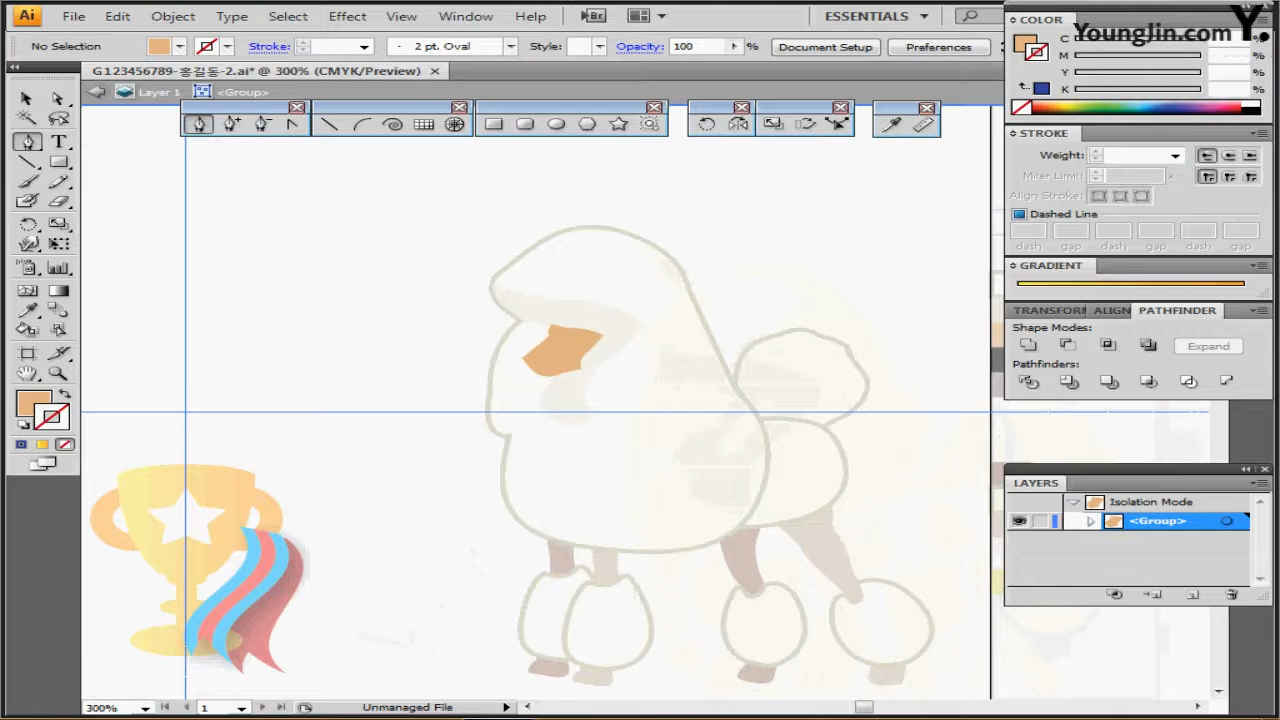 Ai File Edit Object Type Select Effect View Window Help Br ESSENTIALS
No Selection Stroke: 2 pt. Oval Style: Opacity: 100 % Document Setup Preferences
G123456789-홍길동-2.ai* @ 300% (CMYK/Preview)
Layer 1 <Group>
T
COLOR
YoungJin.com Y.
C %
M %
Y %
K %
STROKE
Weight:
Miter Limit: x
Align Stroke:
Dashed Line
dash gap dash gap dash gap
GRADIENT
TRANSFORM ALIGN PATHFINDER
Shape Modes:
Expand
Pathfinders:
LAYERS
Isolation Mode
<Group>
300% 1 Unmanaged File